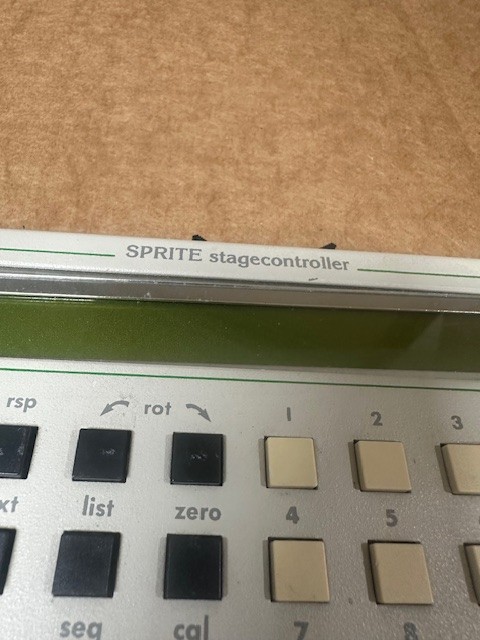 SPRITE stagecontroller
rsp rot 1 2 3
xt list zero 4 5
seq cal 7 8